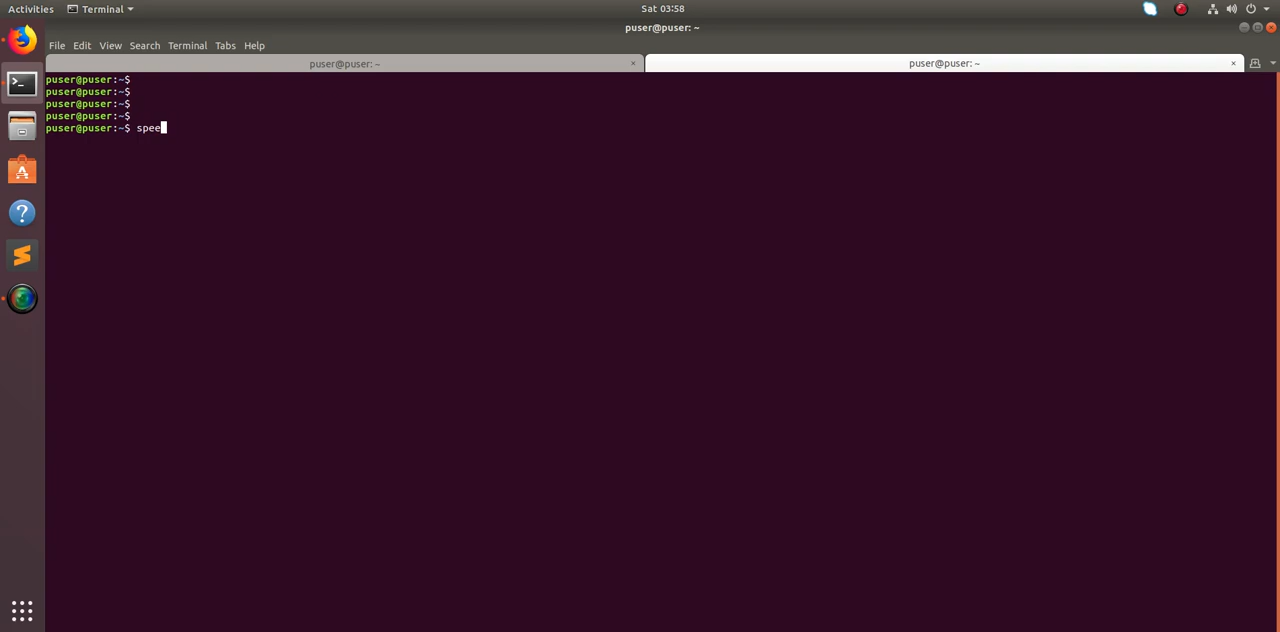 Activities Terminal Sat 03:58
puser@puser: ~
File Edit View Search Terminal Tabs Help
puser@puser: ~ × puser@puser: ~ ×
puser@puser:~$
puser@puser:~$
puser@puser:~$
puser@puser:~$
puser@puser:~$ spee